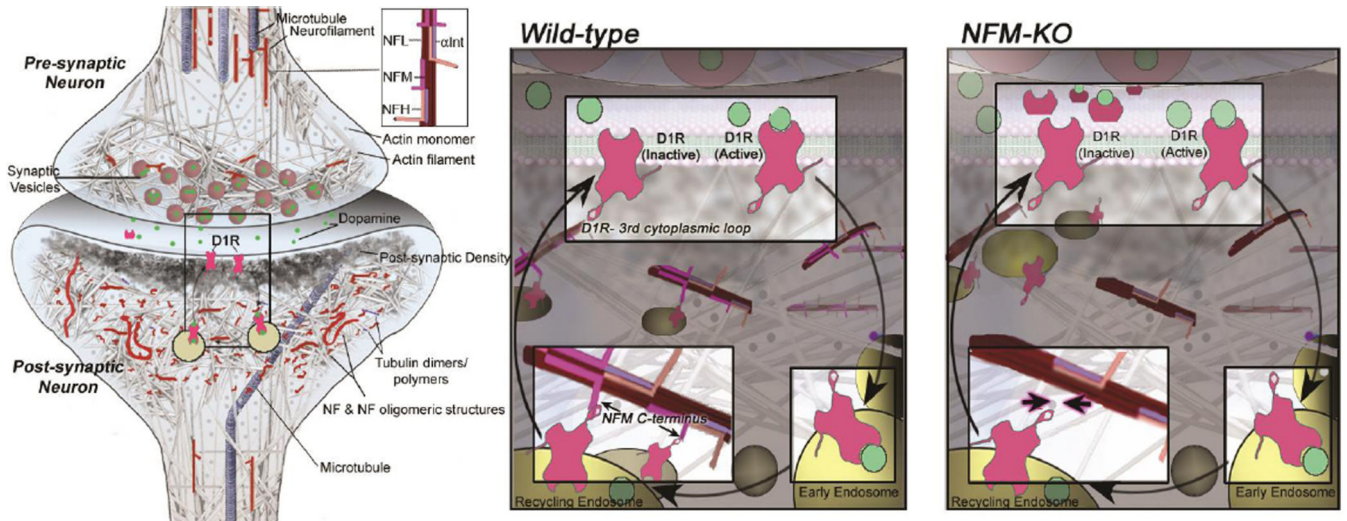 Microtubule
Neurofilament
Pre-synaptic
Neuron
NFL
αInt
NFM
NFH
Actin monomer
Actin filament
Synaptic
Vesicles
Dopamine
D1R
Post-synaptic Density
Post-synaptic
Neuron
Tubulin dimers/
polymers
NF & NF oligomeric structures
Microtubule
Wild-type
D1R
(Inactive)
D1R
(Active)
D1R- 3rd cytoplasmic loop
NFM C-terminus
Recycling Endosome
Early Endosome
NFM-KO
D1R
(Inactive)
D1R
(Active)
Recycling Endosome
Early Endosome